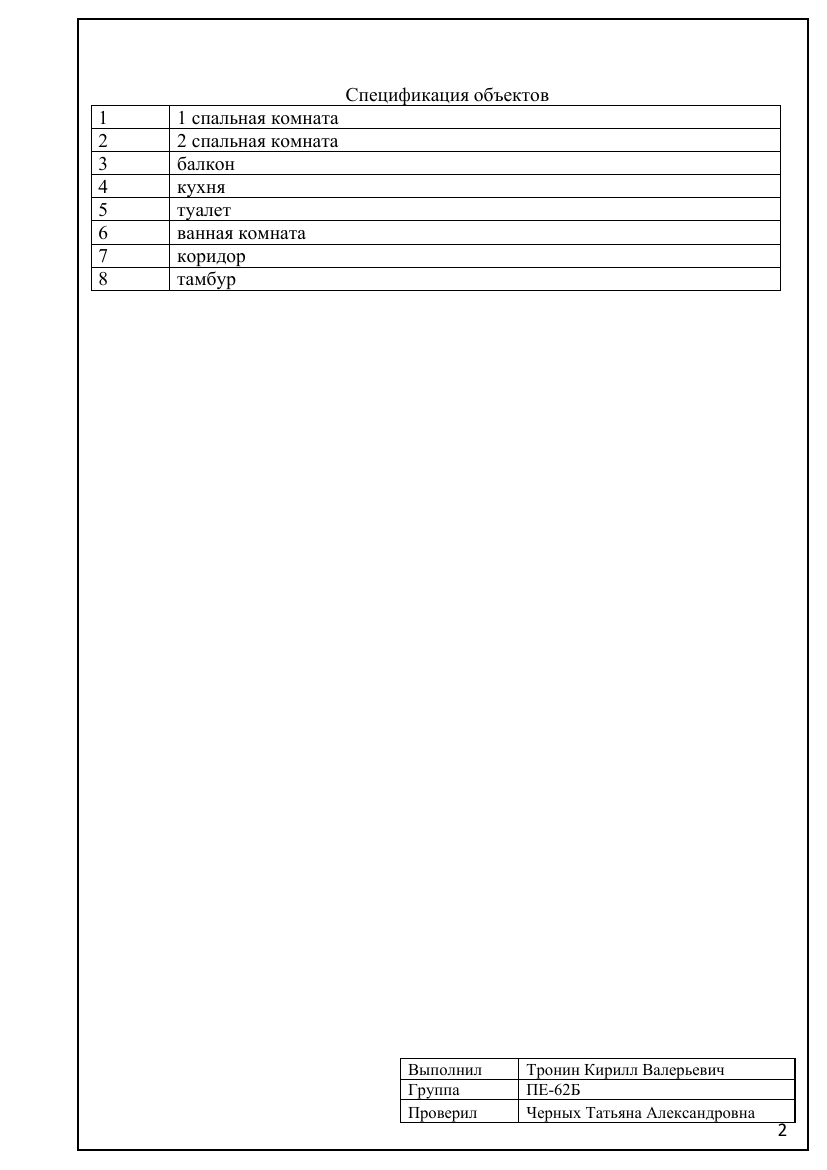 Спецификация объектов
1 1 спальная комната
2 2 спальная комната
3 балкон
4 кухня
5 туалет
6 ванная комната
7 коридор
8 тамбур
Выполнил Тронин Кирилл Валерьевич
Группа ПЕ-62Б
Проверил Черных Татьяна Александровна
2